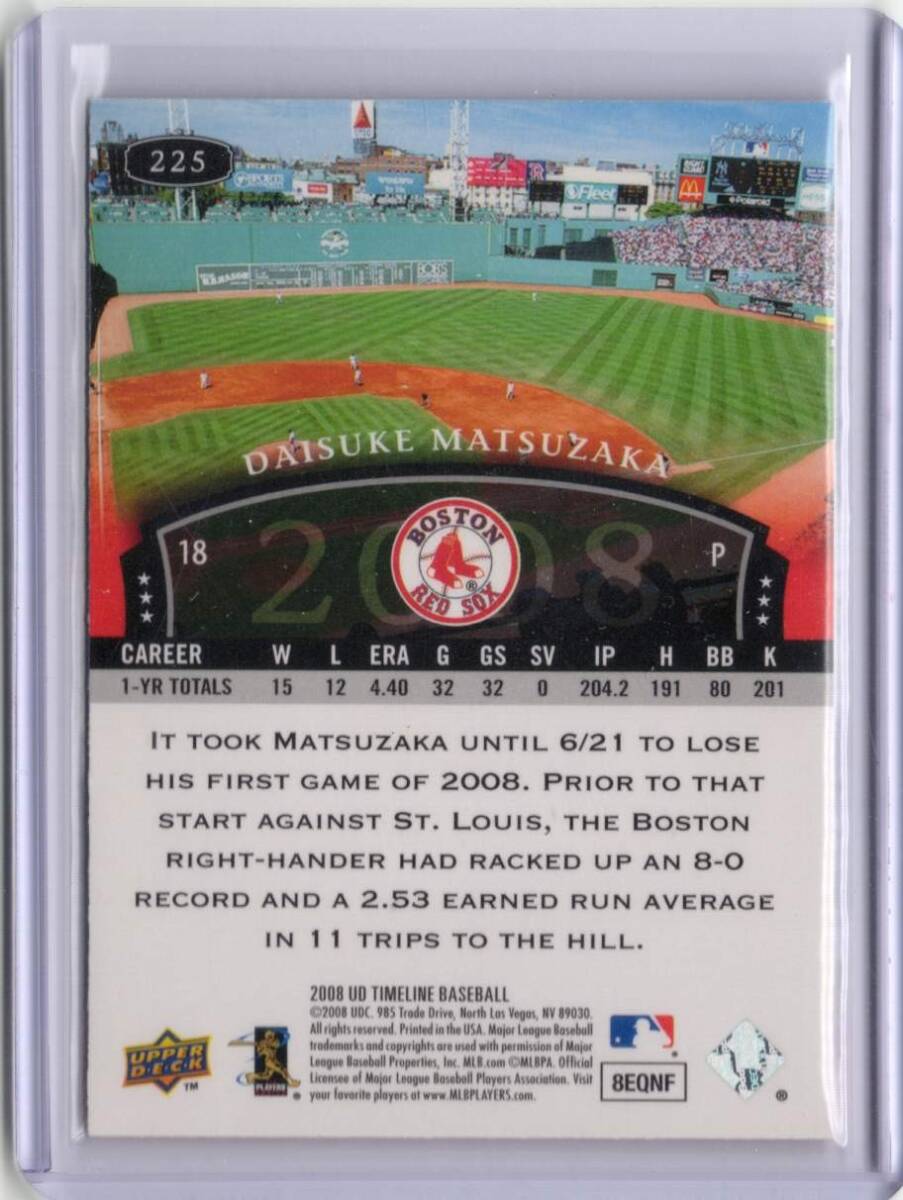 225
CITGO
Fleet
Polaroid
BOB'S
DAISUKE MATSUZAKA
18
2008
P
BOSTON
RED SOX
®
CAREER W L ERA G GS SV IP H BB K
1-YR TOTALS 15 12 4.40 32 32 0 204.2 191 80 201
IT TOOK MATSUZAKA UNTIL 6/21 TO LOSE
HIS FIRST GAME OF 2008. PRIOR TO THAT
START AGAINST ST. LOUIS, THE BOSTON
RIGHT-HANDER HAD RACKED UP AN 8-0
RECORD AND A 2.53 EARNED RUN AVERAGE
IN 11 TRIPS TO THE HILL.
2008 UD TIMELINE BASEBALL
©2008 UDC. 985 Trade Drive, North Las Vegas, NV 89030.
All rights reserved. Printed in the USA. Major League Baseball
trademarks and copyrights are used with permission of Major
League Baseball Properties, Inc. MLB.com ©MLBPA. Official
Licensee of Major League Baseball Players Association. Visit
your favorite players at www.MLBPLAYERS.com.
UPPER
DECK
TM
PLAYERS
®
8EQNF
®